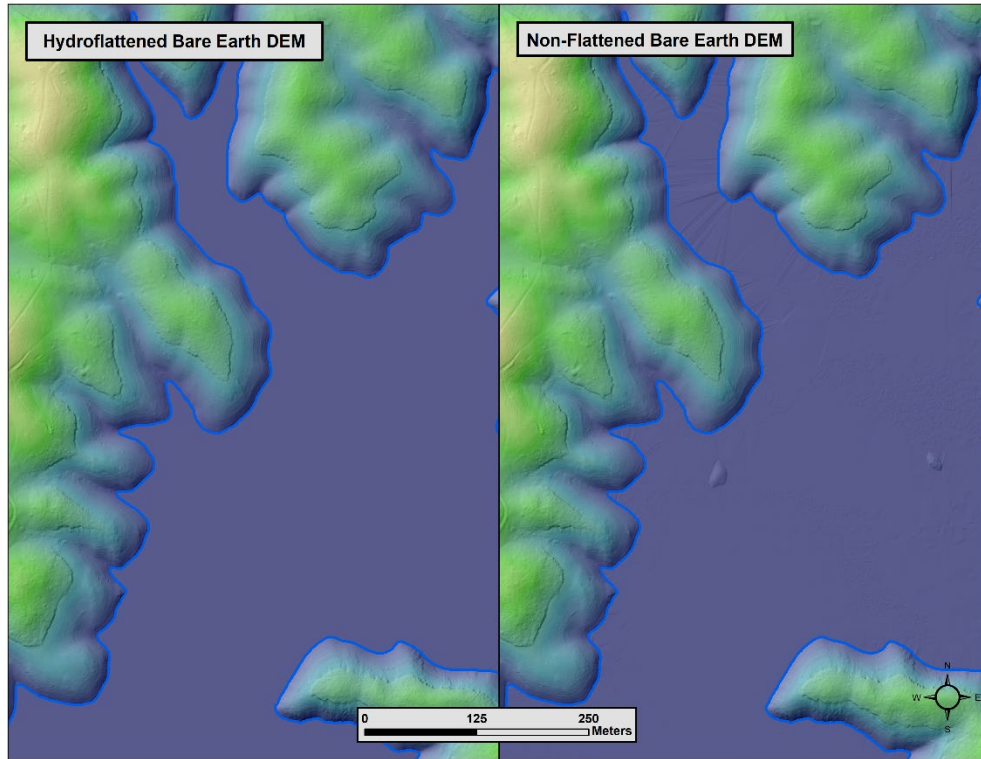 Hydroflattened Bare Earth DEM
Non-Flattened Bare Earth DEM
N
W E
S
0 125 250
Meters